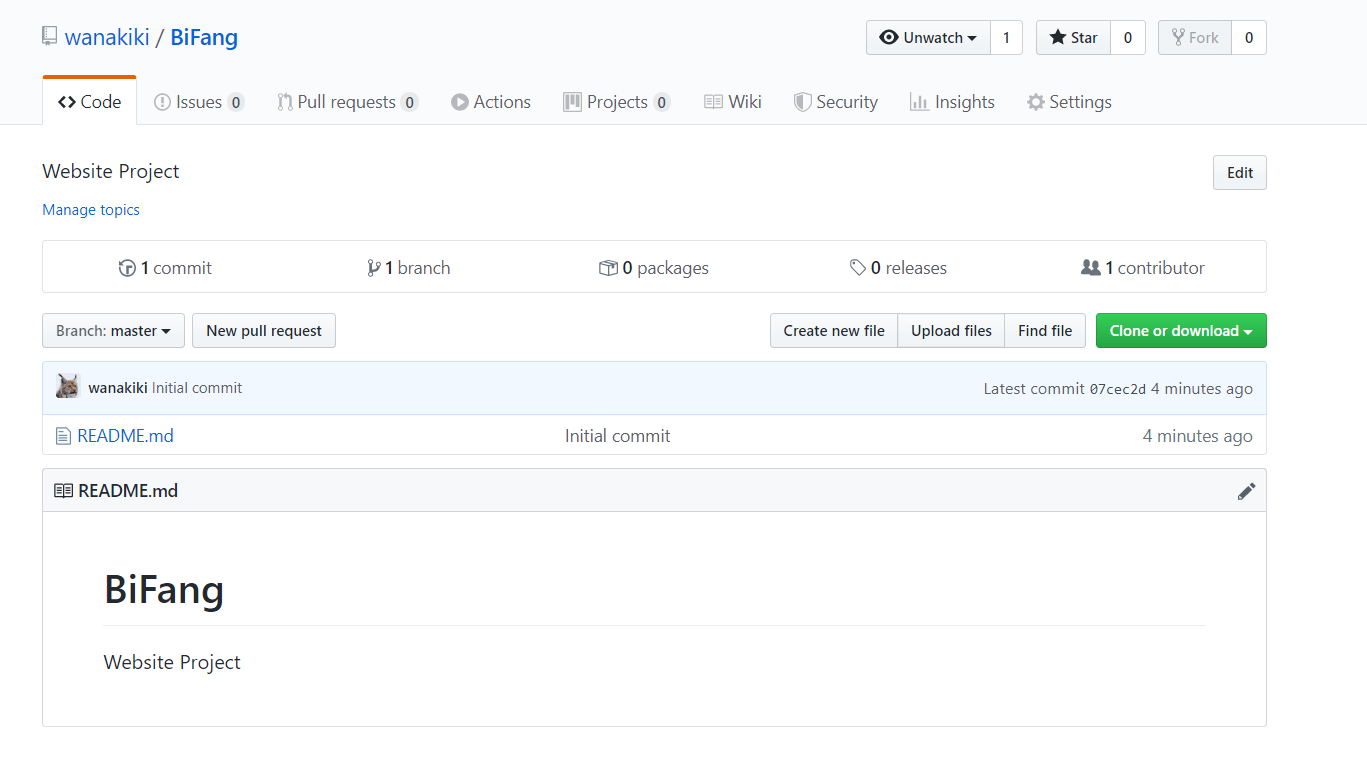 wanakiki / BiFang
Unwatch 1 Star 0 Fork 0
Code Issues 0 Pull requests 0 Actions Projects 0 Wiki Security Insights Settings
Website Project Edit
Manage topics
1 commit 1 branch 0 packages 0 releases 1 contributor
Branch: master New pull request Create new file Upload files Find file Clone or download
wanakiki Initial commit Latest commit 07cec2d 4 minutes ago
README.md Initial commit 4 minutes ago
README.md
BiFang
Website Project